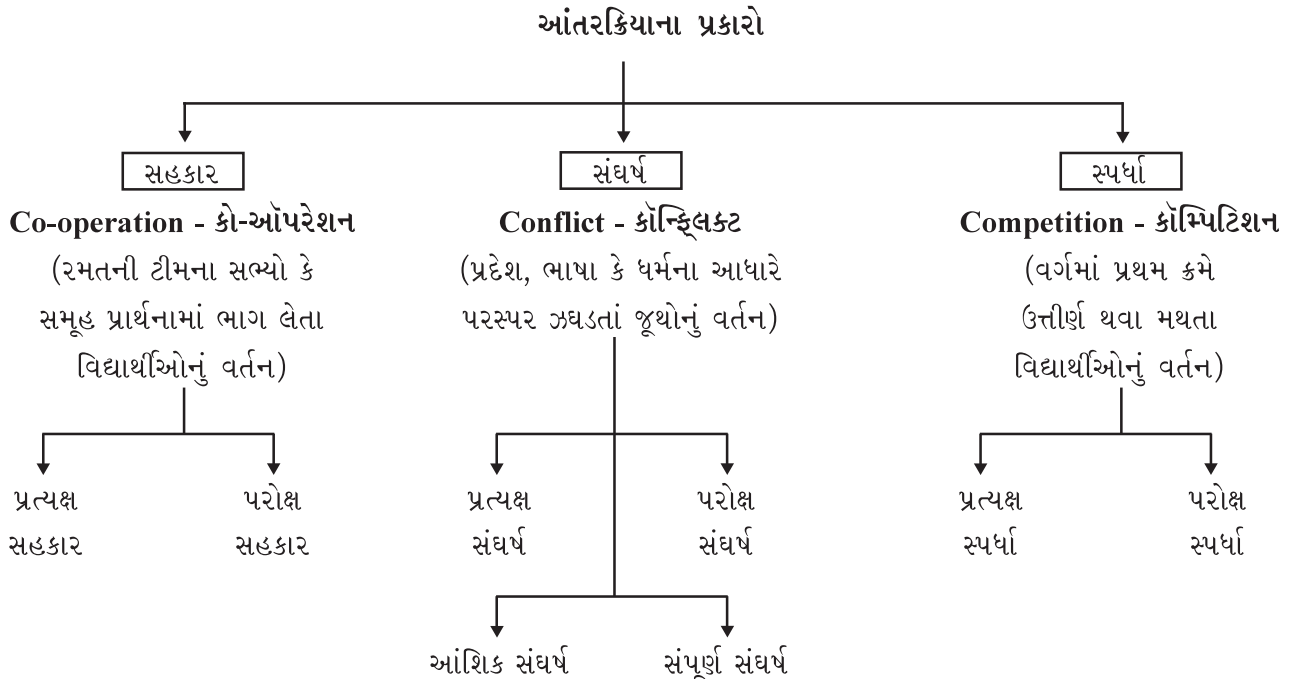 આંતરક્રિયાના પ્રકારો
સહકાર
Co-operation - કો-ઑપરેશન
(રમતની ટીમના સભ્યો કે
સમૂહ પ્રાર્થનામાં ભાગ લેતા
વિદ્યાર્થીઓનું વર્તન)
પ્રત્યક્ષ
સહકાર
પરોક્ષ
સહકાર
સંઘર્ષ
Conflict - કૉન્ફ્લિક્ટ
(પ્રદેશ, ભાષા કે ધર્મના આધારે
પરસ્પર ઝઘડતાં જૂથોનું વર્તન)
પ્રત્યક્ષ
સંઘર્ષ
પરોક્ષ
સંઘર્ષ
આંશિક સંઘર્ષ
સંપૂર્ણ સંઘર્ષ
સ્પર્ધા
Competition - કૉમ્પિટિશન
(વર્ગમાં પ્રથમ ક્રમે
ઉત્તીર્ણ થવા મથતા
વિદ્યાર્થીઓનું વર્તન)
પ્રત્યક્ષ
સ્પર્ધા
પરોક્ષ
સ્પર્ધા